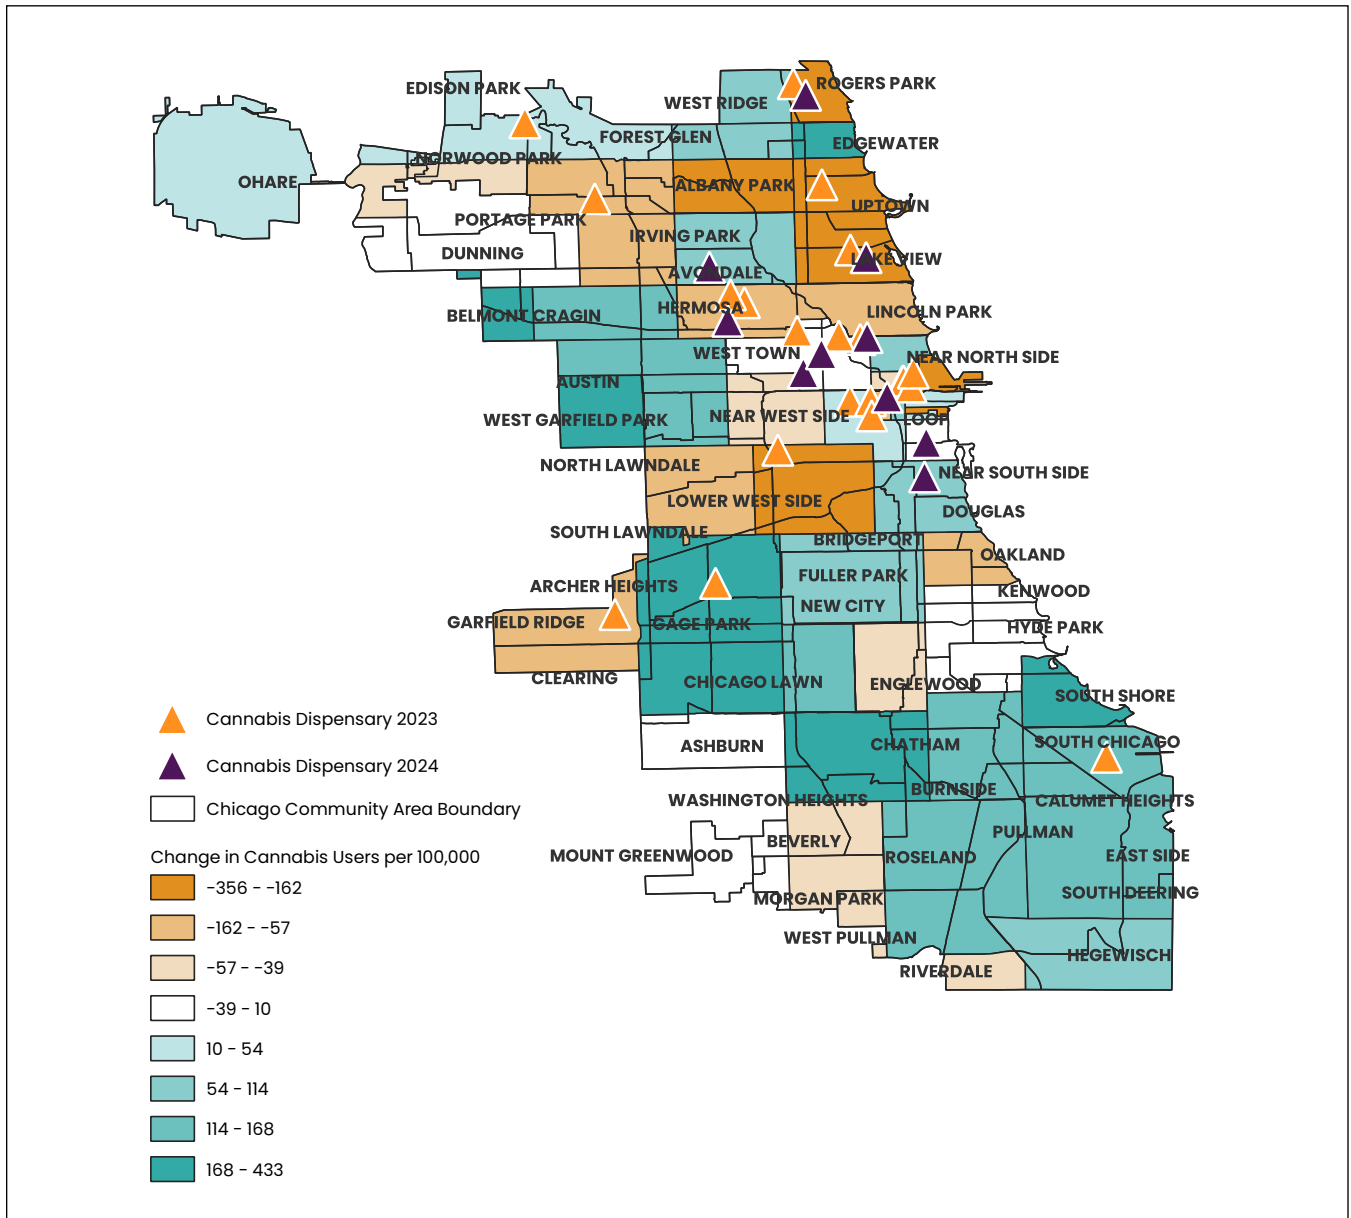 EDISON PARK
ROGERS PARK
WEST RIDGE
FOREST GLEN
EDGEWATER
NORWOOD PARK
OHARE
ALBANY PARK
UPTOWN
PORTAGE PARK
IRVING PARK
DUNNING
LAKE VIEW
AVONDALE
HERMOSA
LINCOLN PARK
BELMONT CRAGIN
WEST TOWN
NEAR NORTH SIDE
AUSTIN
WEST GARFIELD PARK
NEAR WEST SIDE
LOOP
NORTH LAWNDALE
NEAR SOUTH SIDE
LOWER WEST SIDE
DOUGLAS
SOUTH LAWNDALE
BRIDGEPORT
OAKLAND
FULLER PARK
ARCHER HEIGHTS
KENWOOD
NEW CITY
GARFIELD RIDGE
GAGE PARK
HYDE PARK
CLEARING
CHICAGO LAWN
ENGLEWOOD
SOUTH SHORE
ASHBURN
CHATHAM
SOUTH CHICAGO
BURNSIDE
WASHINGTON HEIGHTS
CALUMET HEIGHTS
PULLMAN
BEVERLY
MOUNT GREENWOOD
ROSELAND
EAST SIDE
SOUTH DEERING
MORGAN PARK
WEST PULLMAN
HEGEWISCH
RIVERDALE
Cannabis Dispensary 2023
Cannabis Dispensary 2024
Chicago Community Area Boundary
Change in Cannabis Users per 100,000
-356 - -162
-162 - -57
-57 - -39
-39 - 10
10 - 54
54 - 114
114 - 168
168 - 433